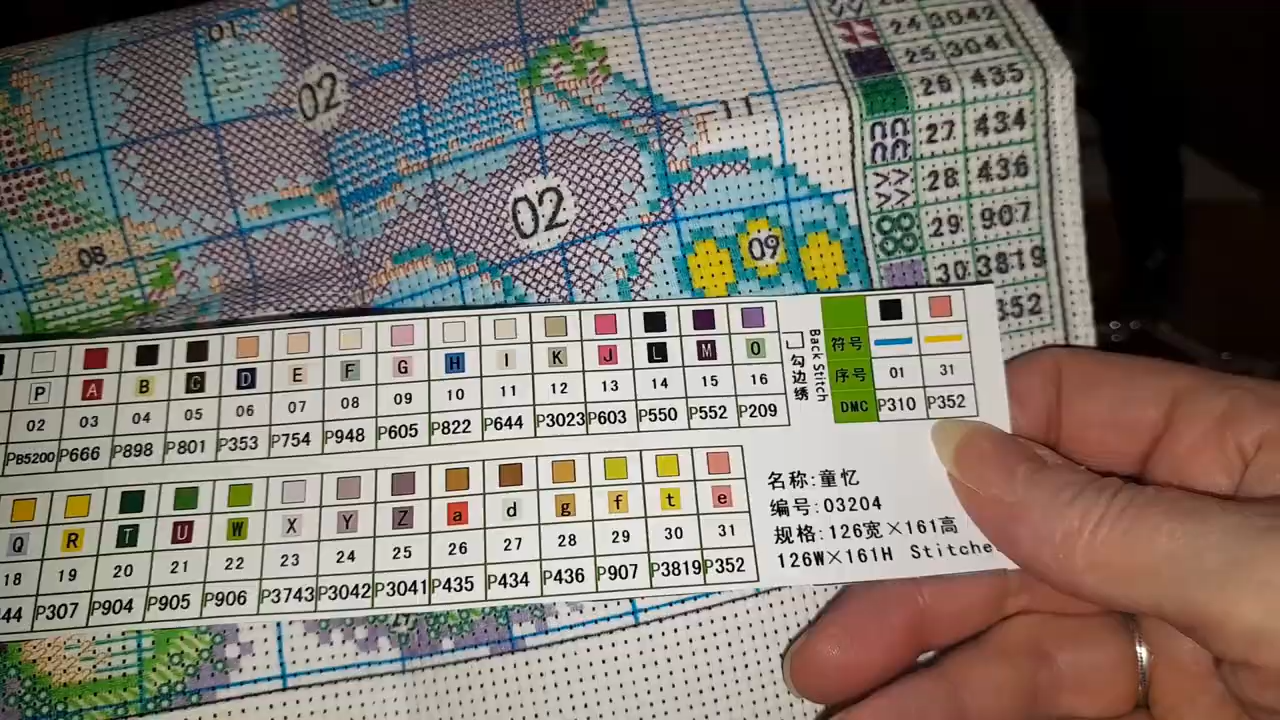 01
02
11
24 3042
25 3041
26 435
27 434
28 436
29 907
30 3819
352
02
09
08
P A B C D E F G H I K J L M O
02 03 04 05 06 07 08 09 10 11 12 13 14 15 16
PB5200 P666 P898 P801 P353 P754 P948 P605 P822 P644 P3023 P603 P550 P552 P209
勾边绣
Back Stitch
符号
序号 01 31
DMC P310 P352
Q R T U W X Y Z a d g f t e
18 19 20 21 22 23 24 25 26 27 28 29 30 31
44 P307 P904 P905 P906 P3743 P3042 P3041 P435 P434 P436 P907 P3819 P352
名称:童忆
编号:03204
规格:126宽×161高
126W×161H Stitche